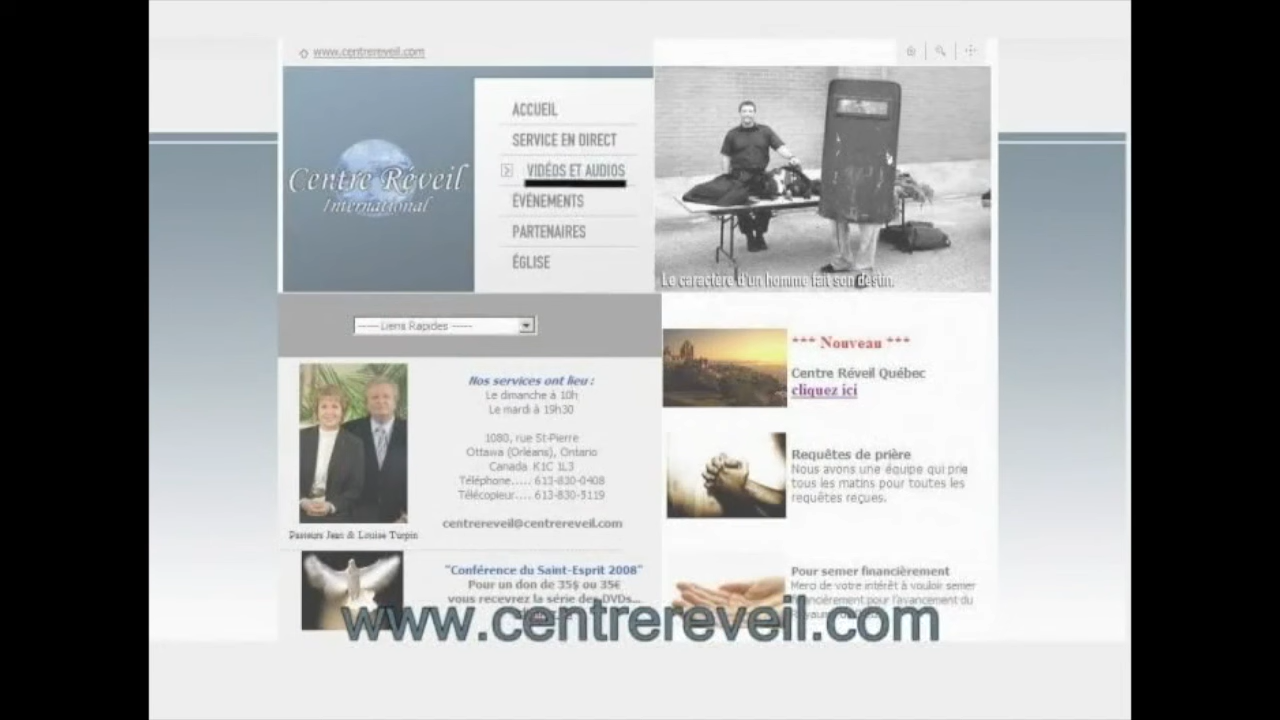 www.centrereveil.com
Centre Réveil
International
ACCUEIL
SERVICE EN DIRECT
VIDÉOS ET AUDIOS
ÉVÉNEMENTS
PARTENAIRES
ÉGLISE
Le caractère d'un homme fait son destin.
----- Liens Rapides -----
*** Nouveau ***
Centre Réveil Québec
cliquez ici
Nos services ont lieu :
Le dimanche à 10h
Le mardi à 19h30
1080, rue St-Pierre
Ottawa (Orléans), Ontario
Canada K1C 1L3
Téléphone..... 613-830-0408
Télécopieur.... 613-830-5119
centrereveil@centrereveil.com
Pasteurs Jean & Louise Turpin
Requêtes de prière
Nous avons une équipe qui prie
tous les matins pour toutes les
requêtes reçues.
"Conférence du Saint-Esprit 2008"
Pour un don de 35$ ou 35€
vous recevrez la série des DVDs...
Pour semer financièrement
Merci de votre intérêt à vouloir semer
financièrement pour l'avancement du
www.centrereveil.com